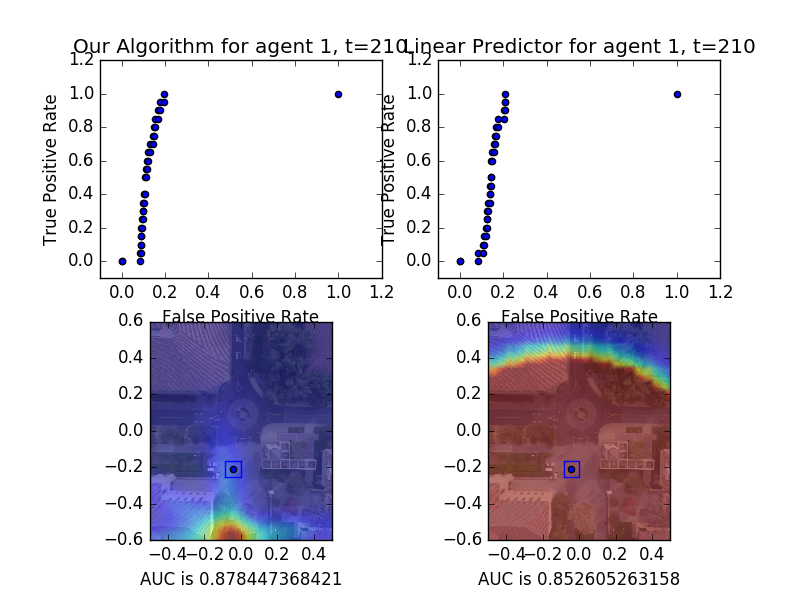 Our Algorithm for agent 1, t=210
Linear Predictor for agent 1, t=210
True Positive Rate
1.2
1.0
0.8
0.6
0.4
0.2
0.0
0.0 0.2 0.4 0.6 0.8 1.0 1.2
False Positive Rate
True Positive Rate
1.2
1.0
0.8
0.6
0.4
0.2
0.0
0.0 0.2 0.4 0.6 0.8 1.0 1.2
False Positive Rate
0.6
0.4
0.2
0.0
−0.2
−0.4
−0.6
−0.4 −0.2 0.0 0.2 0.4
AUC is 0.878447368421
0.6
0.4
0.2
0.0
−0.2
−0.4
−0.6
−0.4 −0.2 0.0 0.2 0.4
AUC is 0.852605263158